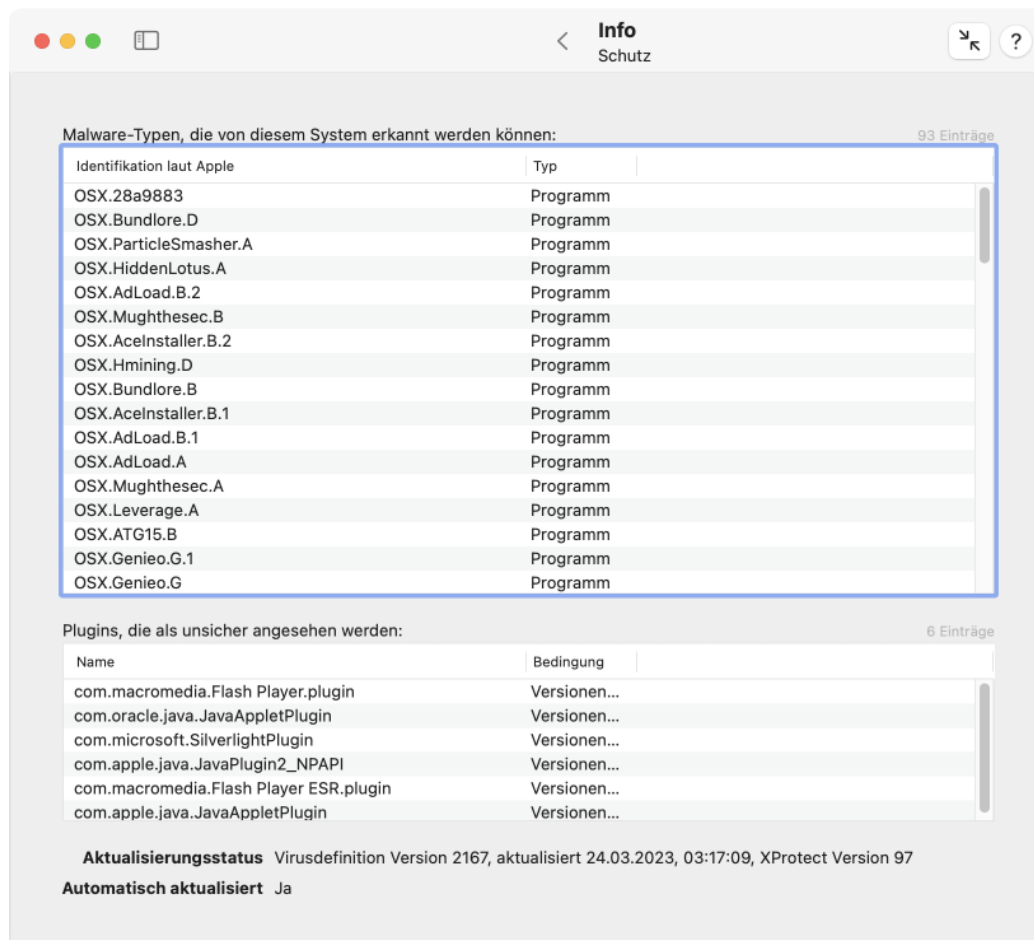 Info
Schutz
?
Malware-Typen, die von diesem System erkannt werden können: 93 Einträge
Identifikation laut Apple Typ
OSX.28a9883 Programm
OSX.Bundlore.D Programm
OSX.ParticleSmasher.A Programm
OSX.HiddenLotus.A Programm
OSX.AdLoad.B.2 Programm
OSX.Mughthesec.B Programm
OSX.AceInstaller.B.2 Programm
OSX.Hmining.D Programm
OSX.Bundlore.B Programm
OSX.AceInstaller.B.1 Programm
OSX.AdLoad.B.1 Programm
OSX.AdLoad.A Programm
OSX.Mughthesec.A Programm
OSX.Leverage.A Programm
OSX.ATG15.B Programm
OSX.Genieo.G.1 Programm
OSX.Genieo.G Programm
Plugins, die als unsicher angesehen werden: 6 Einträge
Name Bedingung
com.macromedia.Flash Player.plugin Versionen...
com.oracle.java.JavaAppletPlugin Versionen...
com.microsoft.SilverlightPlugin Versionen...
com.apple.java.JavaPlugin2_NPAPI Versionen...
com.macromedia.Flash Player ESR.plugin Versionen...
com.apple.java.JavaAppletPlugin Versionen...
Aktualisierungsstatus Virusdefinition Version 2167, aktualisiert 24.03.2023, 03:17:09, XProtect Version 97
Automatisch aktualisiert Ja